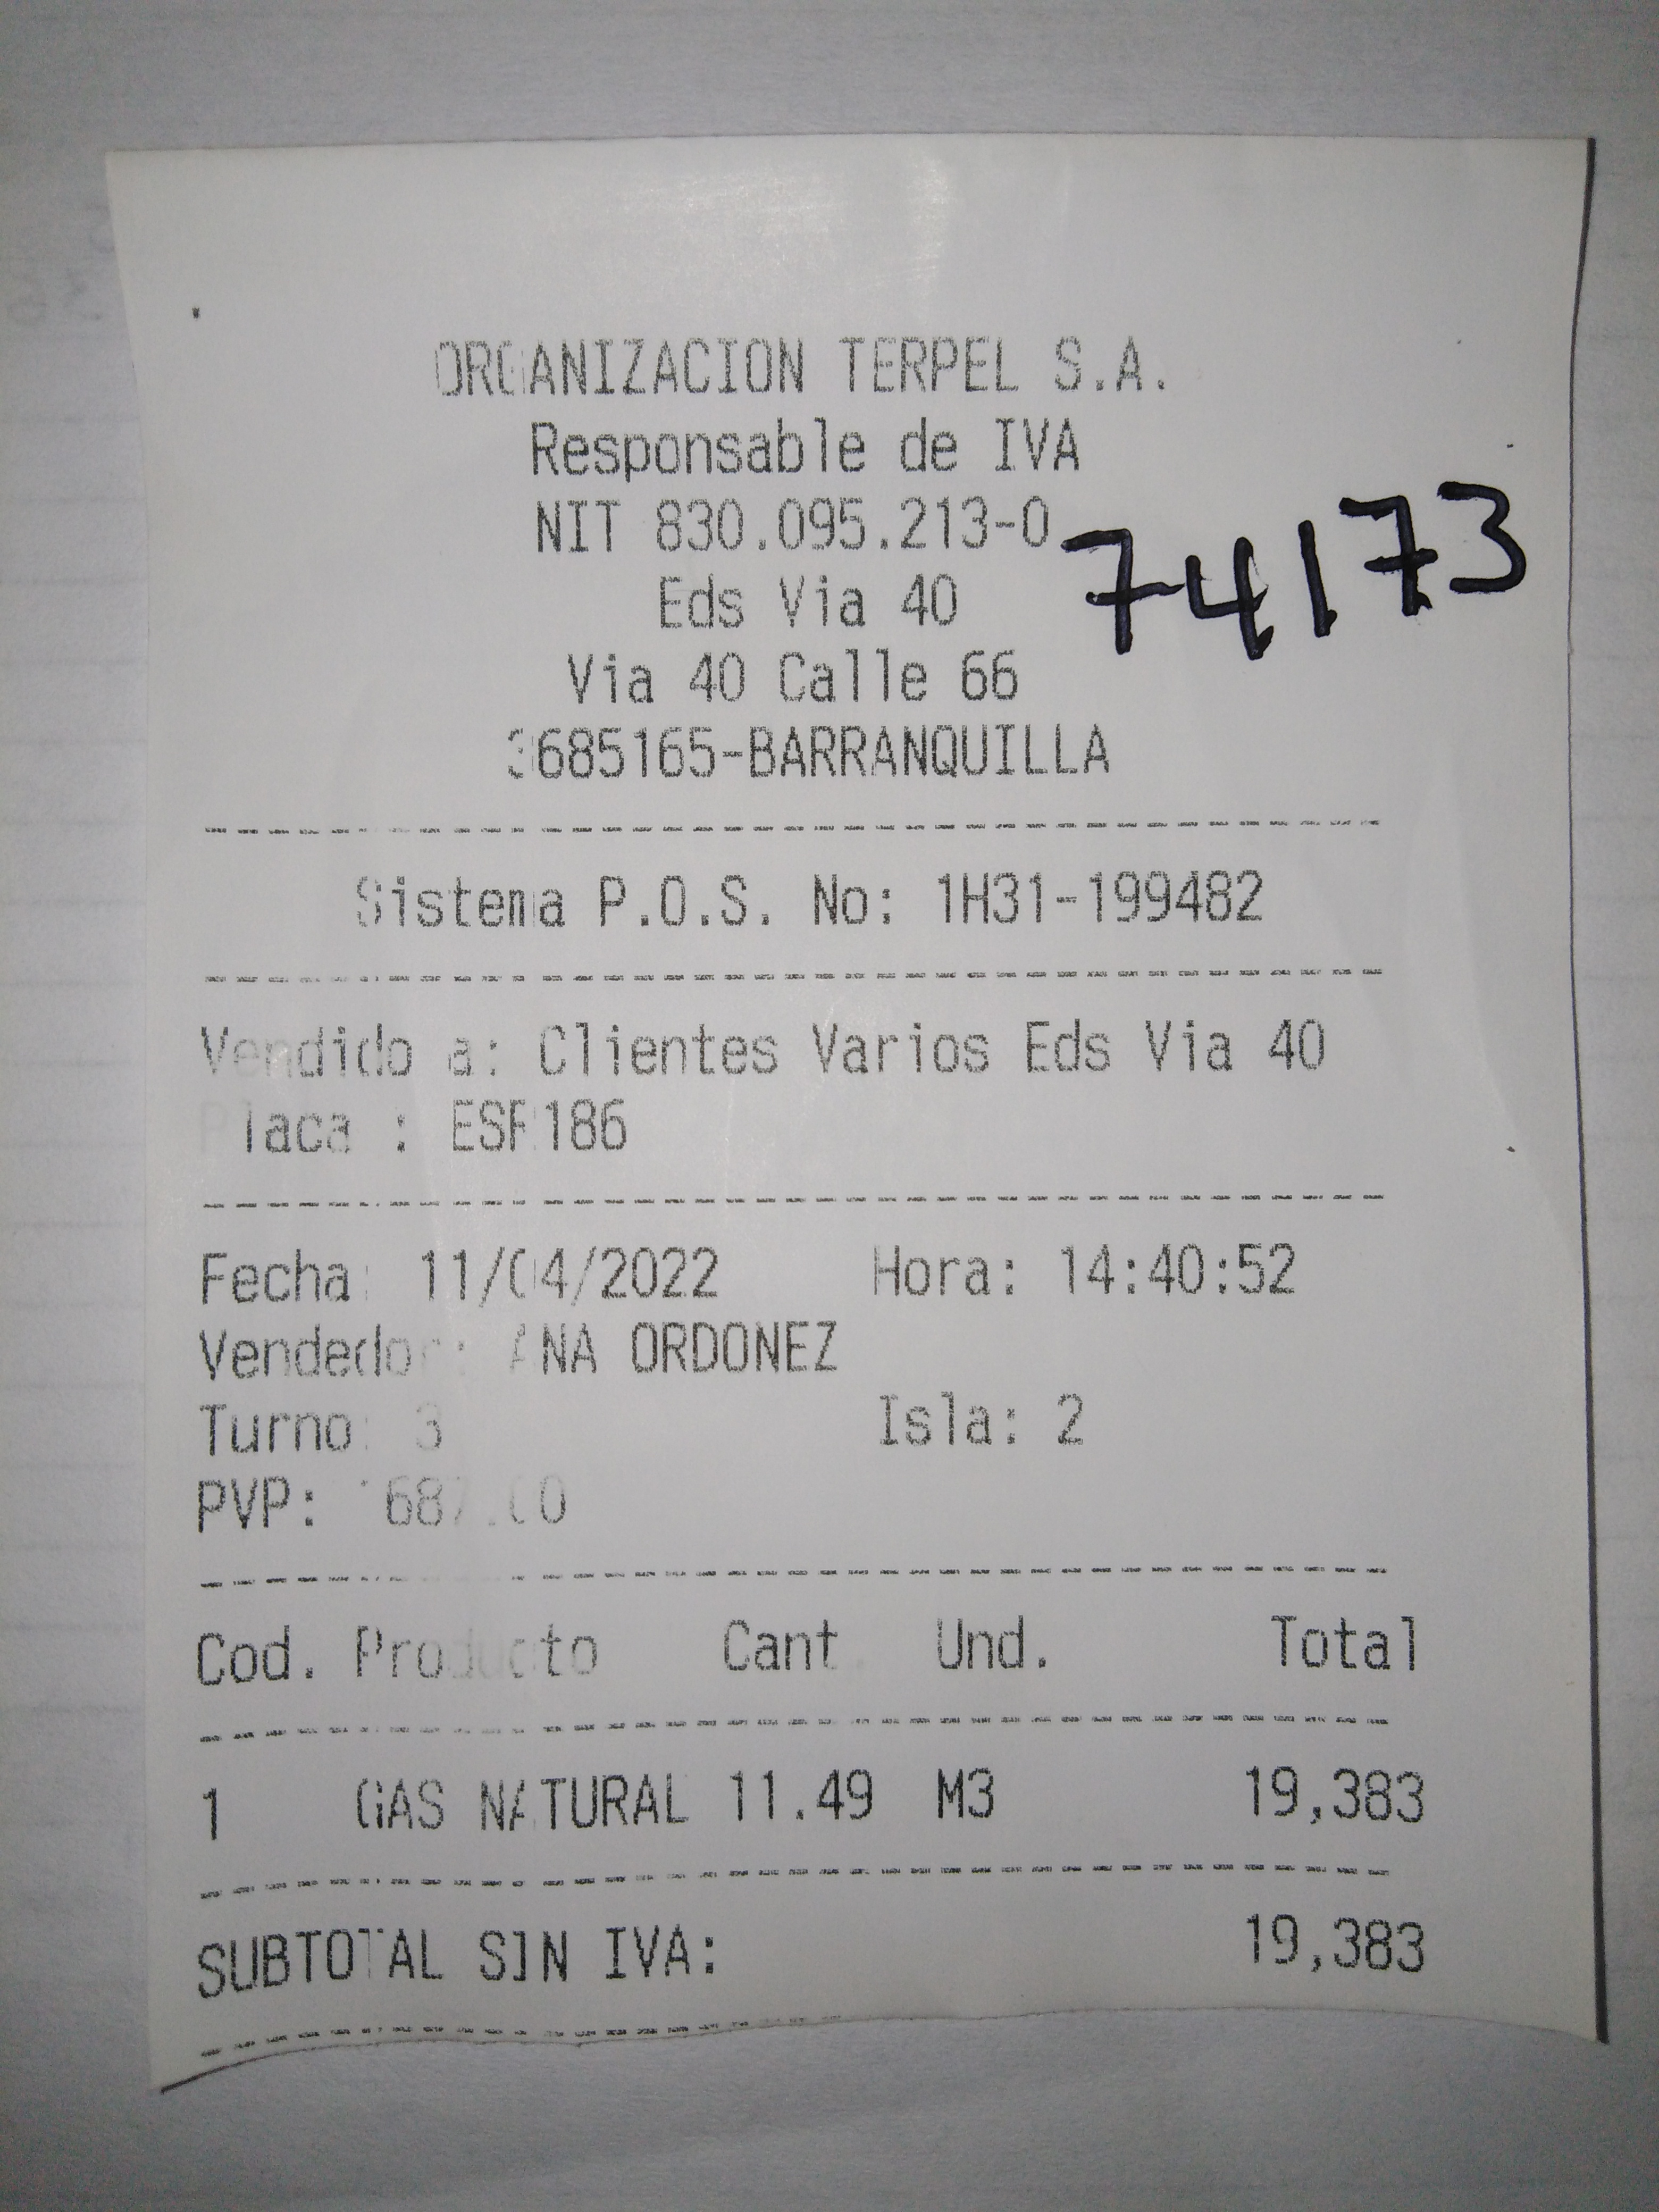 ORGANIZACION TERPEL S.A.
Responsable de IVA
NIT 830.095.213-0
74173
Eds Via 40
Via 40 Calle 66
3685165-BARRANQUILLA
Sistema P.O.S. No: 1H31-199482
Vendido a: Clientes Varios Eds Via 40
Placa :
Fecha: 11/04/2022 Hora: 14:40:52
Vendedor: ANA ORDONEZ
Turno: 3 Isla: 2
PVP: 1687.00
Cod. Producto Cant. Und. Total
1 GAS NATURAL 11.49 M3 19,383
SUBTOTAL SIN IVA: 19,383